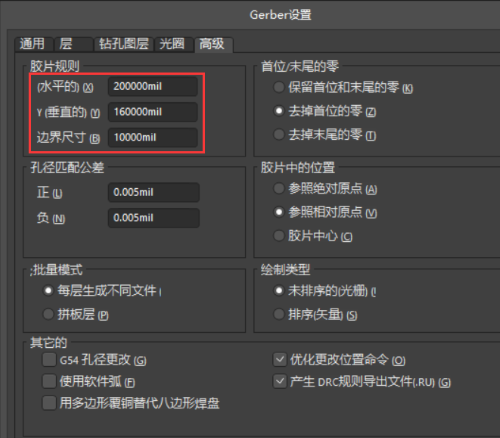 Gerber设置
通用 层 钻孔图层 光圈 高级
胶片规则
(水平的) (X) 200000mil
Y (垂直的) (Y) 160000mil
边界尺寸 (B) 10000mil
首位/末尾的零
保留首位和末尾的零 (K)
去掉首位的零 (Z)
去掉末尾的零 (T)
孔径匹配公差
正 (L) 0.005mil
负 (N) 0.005mil
胶片中的位置
参照绝对原点 (A)
参照相对原点 (V)
胶片中心 (C)
;批量模式
每层生成不同文件 (
拼板层 (P)
绘制类型
未排序的(光栅) (I
排序(矢量) (S)
其它的
G54 孔径更改 (G)
使用软件弧 (F)
用多边形覆铜替代八边形焊盘
优化更改位置命令 (O)
产生 DRC规则导出文件(.RU) (G)